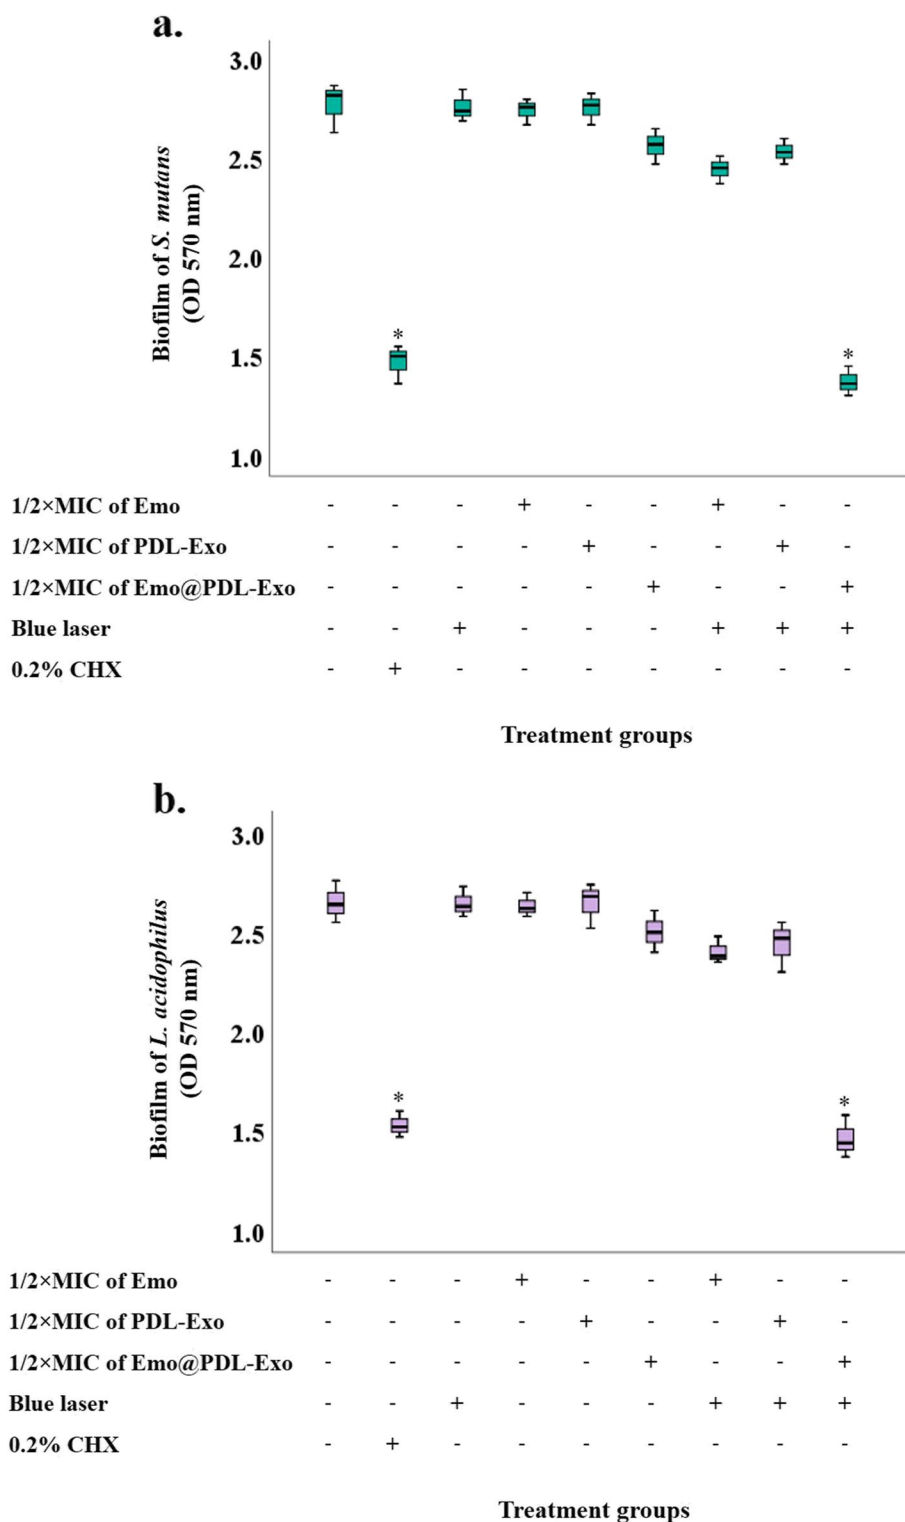 a.
Biofilm of S. mutans
(OD 570 nm)
3.0
2.5
2.0
1.5
1.0
*
*
1/2×MIC of Emo - - - + - - + - -
1/2×MIC of PDL-Exo - - - - + - - + -
1/2×MIC of Emo@PDL-Exo - - - - - + - - +
Blue laser - - + - - - + + +
0.2% CHX - + - - - - - - -
Treatment groups
b.
Biofilm of L. acidophilus
(OD 570 nm)
3.0
2.5
2.0
1.5
1.0
*
*
1/2×MIC of Emo - - - + - - + - -
1/2×MIC of PDL-Exo - - - - + - - + -
1/2×MIC of Emo@PDL-Exo - - - - - + - - +
Blue laser - - + - - - + + +
0.2% CHX - + - - - - - - -
Treatment groups